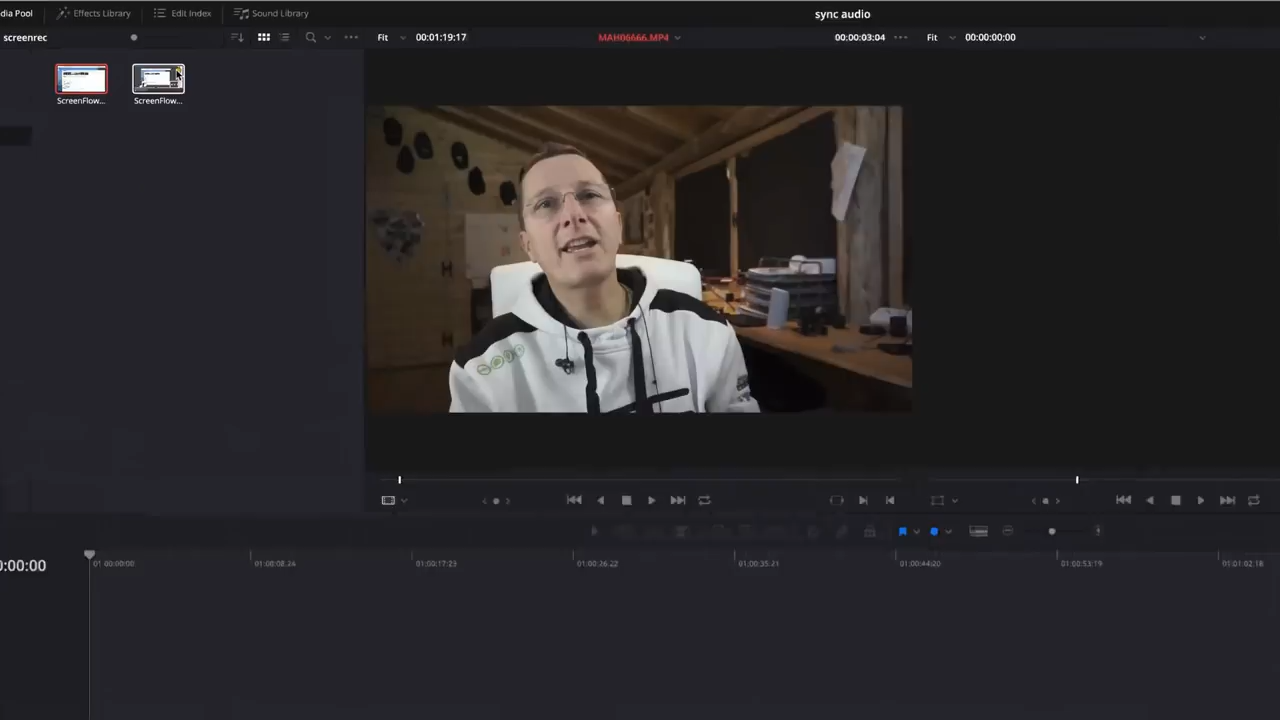 dia Pool
Effects Library
Edit Index
Sound Library
sync audio
screenrec
Fit
00:01:19:17
MAH00666.MP4
00:00:03:04
Fit
00:00:00:00
ScreenFlow...
ScreenFlow...
0:00:00
01:00:00:00
01:00:08:24
01:00:17:23
01:00:26:22
01:00:35:21
01:00:44:20
01:00:53:19
01:01:02:18